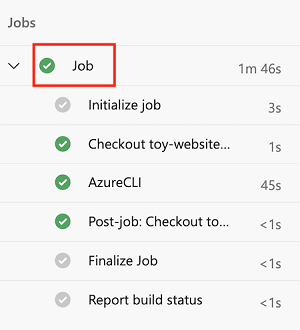 Jobs
Job 1m 46s
Initialize job 3s
Checkout toy-website... 1s
AzureCLI 45s
Post-job: Checkout to... <1s
Finalize Job <1s
Report build status <1s